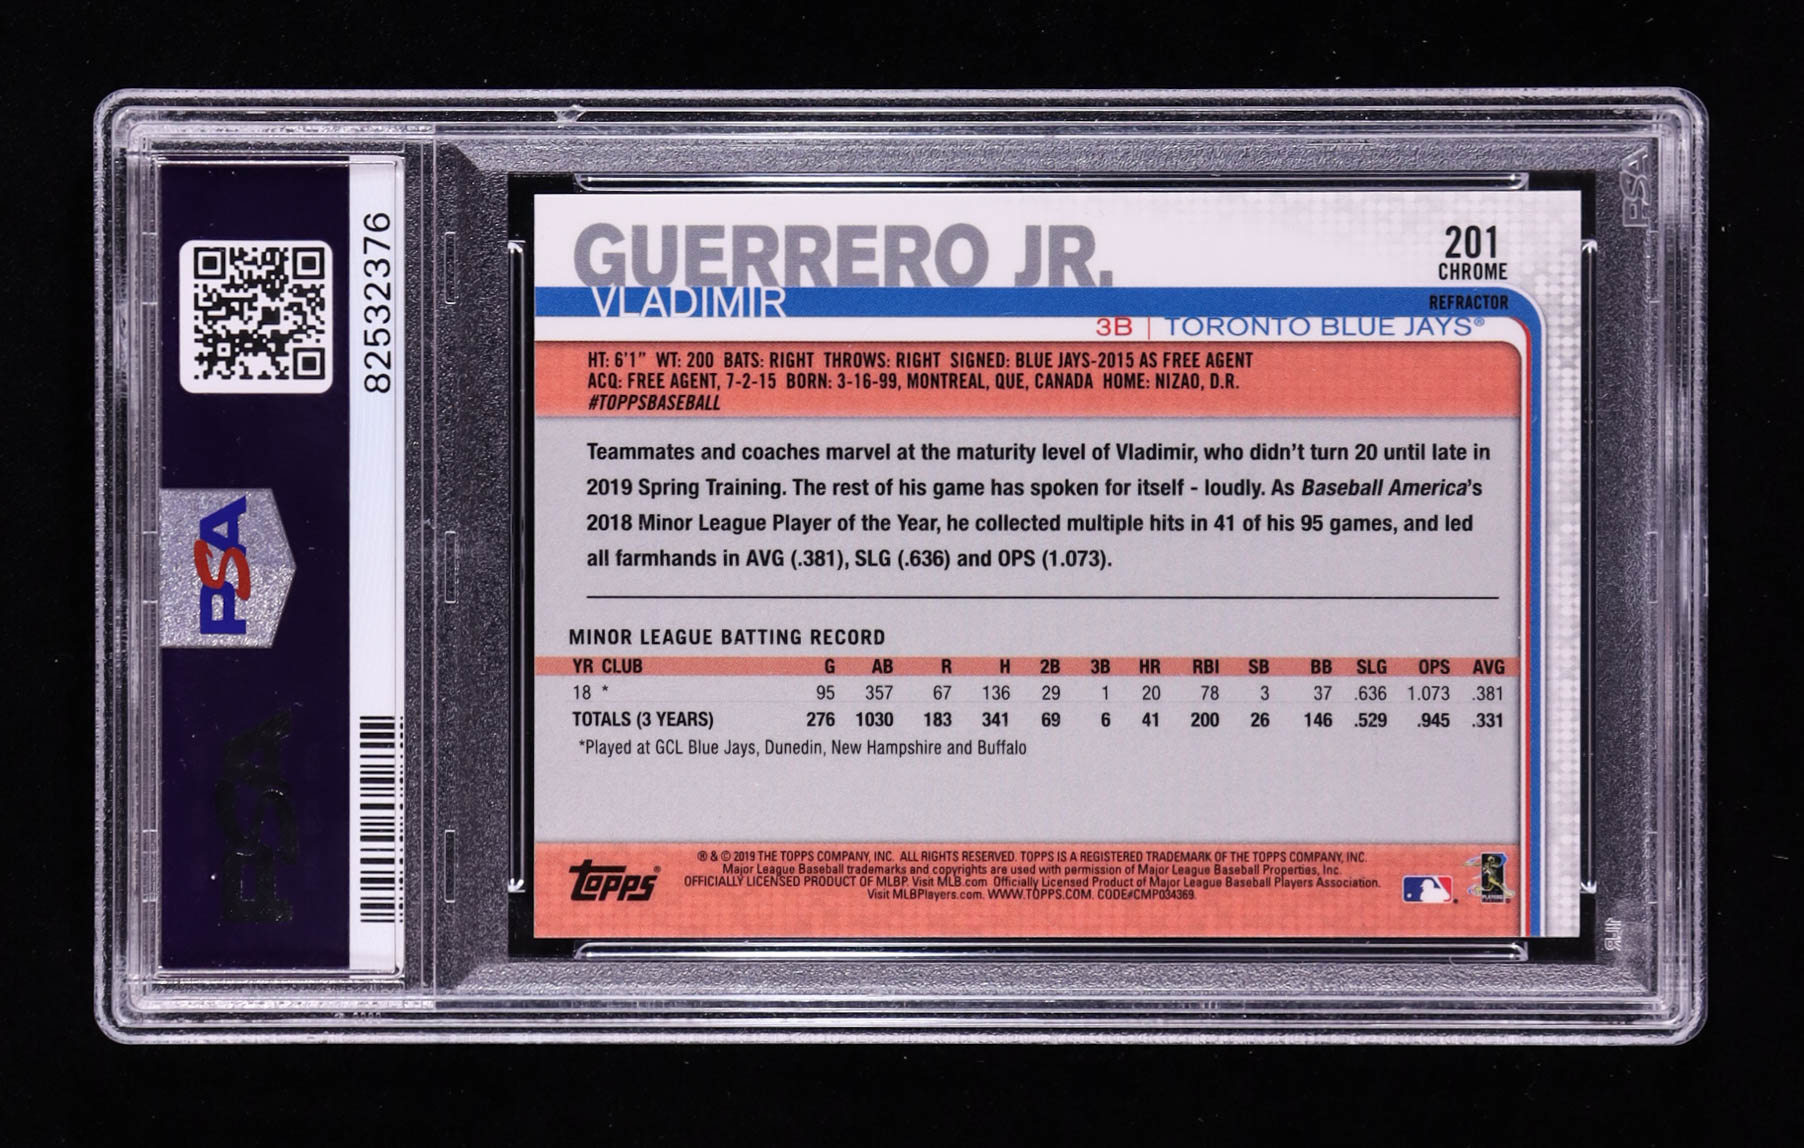 82532376
PSA
PSA
PSA
GUERRERO JR.
VLADIMIR
201
CHROME
REFRACTOR
3B | TORONTO BLUE JAYS®
HT: 6'1" WT: 200 BATS: RIGHT THROWS: RIGHT SIGNED: BLUE JAYS-2015 AS FREE AGENT
ACQ: FREE AGENT, 7-2-15 BORN: 3-16-99, MONTREAL, QUE, CANADA HOME: NIZAO, D.R.
#TOPPSBASEBALL
Teammates and coaches marvel at the maturity level of Vladimir, who didn't turn 20 until late in
2019 Spring Training. The rest of his game has spoken for itself - loudly. As Baseball America's
2018 Minor League Player of the Year, he collected multiple hits in 41 of his 95 games, and led
all farmhands in AVG (.381), SLG (.636) and OPS (1.073).
MINOR LEAGUE BATTING RECORD
YR CLUB G AB R H 2B 3B HR RBI SB BB SLG OPS AVG
18 * 95 357 67 136 29 1 20 78 3 37 .636 1.073 .381
TOTALS (3 YEARS) 276 1030 183 341 69 6 41 200 26 146 .529 .945 .331
*Played at GCL Blue Jays, Dunedin, New Hampshire and Buffalo
topps®
® & © 2019 THE TOPPS COMPANY, INC. ALL RIGHTS RESERVED. TOPPS IS A REGISTERED TRADEMARK OF THE TOPPS COMPANY, INC.
Major League Baseball trademarks and copyrights are used with permission of Major League Baseball Properties, Inc.
OFFICIALLY LICENSED PRODUCT OF MLBP. Visit MLB.com Officially Licensed Product of Major League Baseball Players Association.
Visit MLBPlayers.com. WWW.TOPPS.COM. CODE#CMP034369.
PLAYERS